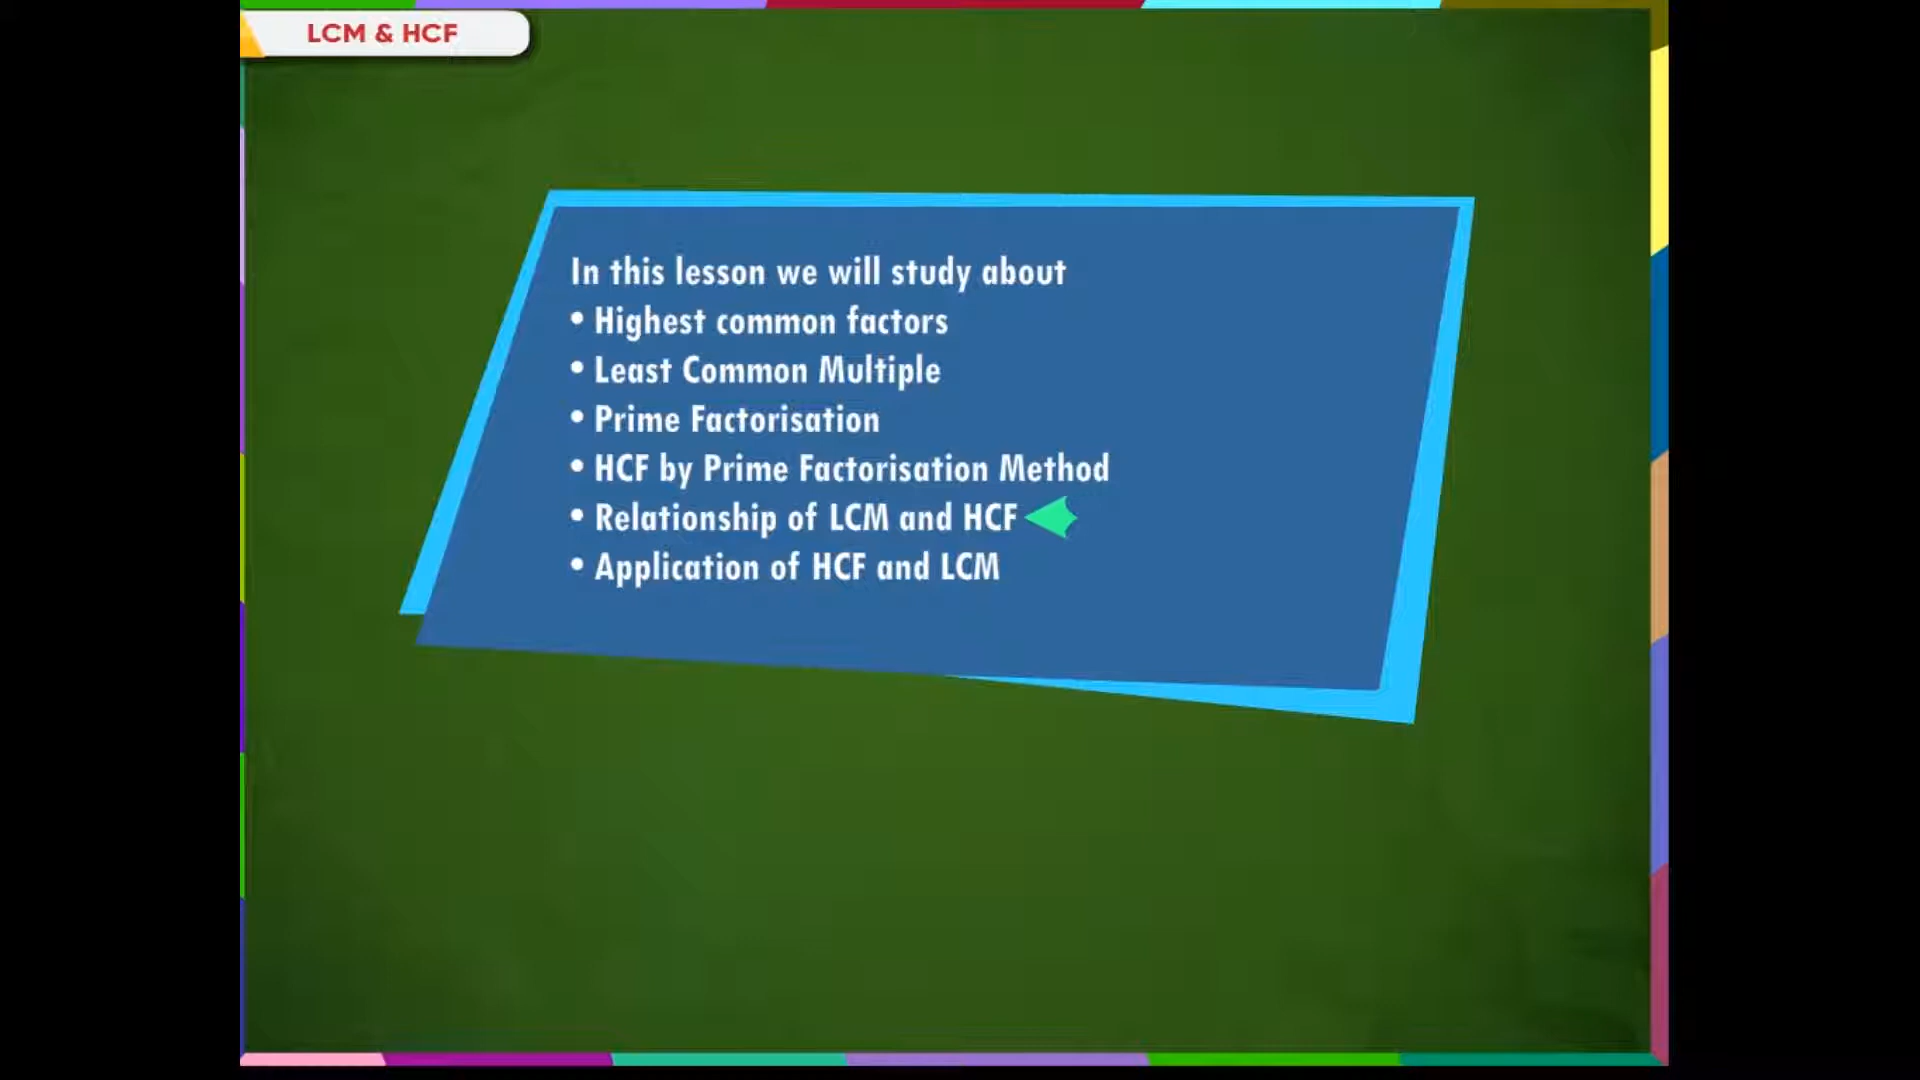 LCM & HCF
In this lesson we will study about
• Highest common factors
• Least Common Multiple
• Prime Factorisation
• HCF by Prime Factorisation Method
• Relationship of LCM and HCF
• Application of HCF and LCM